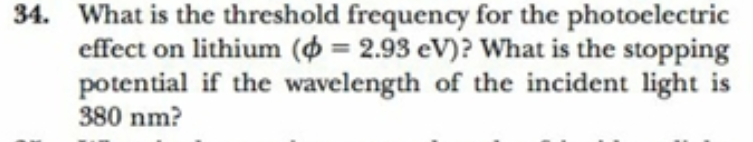 34. What is the threshold frequency for the photoelectric
effect on lithium (ϕ = 2.93 eV)? What is the stopping
potential if the wavelength of the incident light is
380 nm?